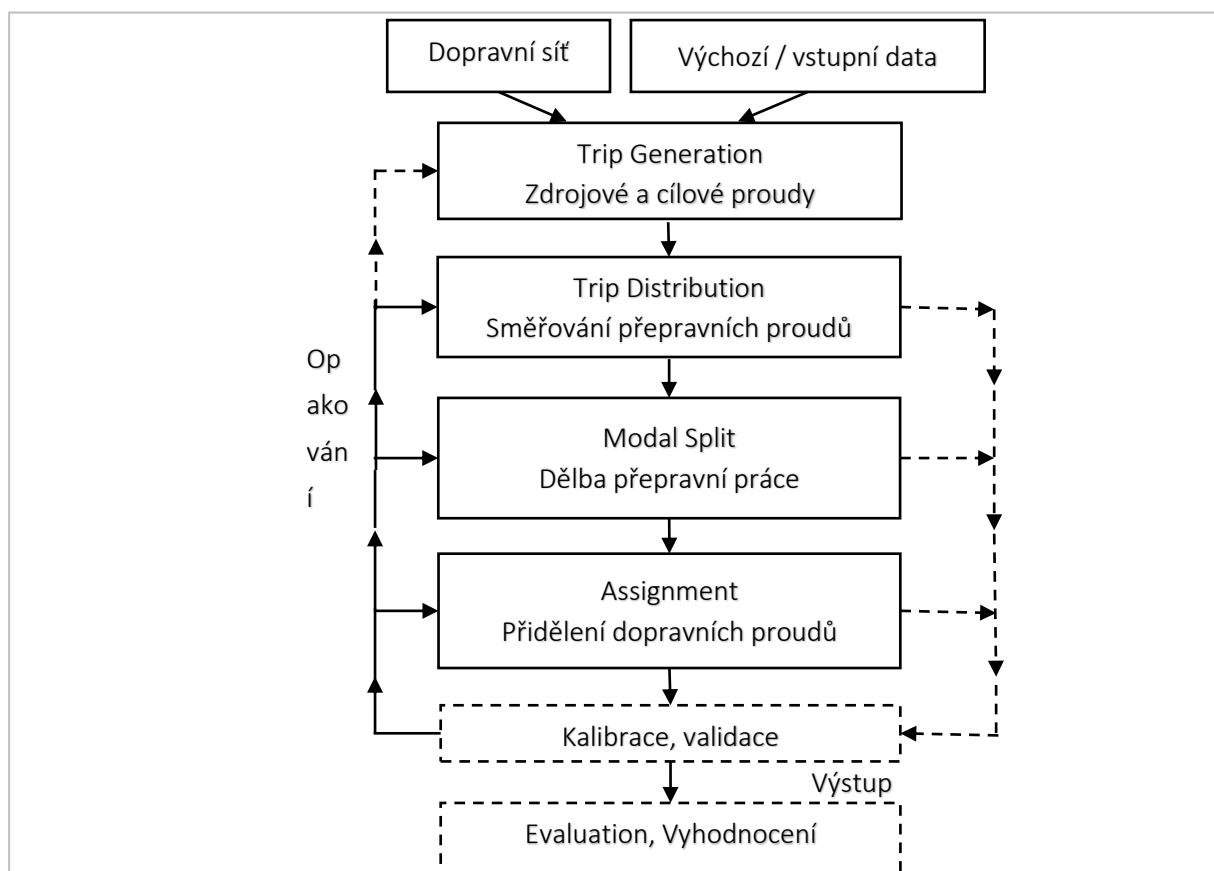 Dopravní síť
Výchozí / vstupní data
Trip Generation
Zdrojové a cílové proudy
Trip Distribution
Směřování přepravních proudů
Op
ako
ván
í
Modal Split
Dělba přepravní práce
Assignment
Přidělení dopravních proudů
Kalibrace, validace
Výstup
Evaluation, Vyhodnocení